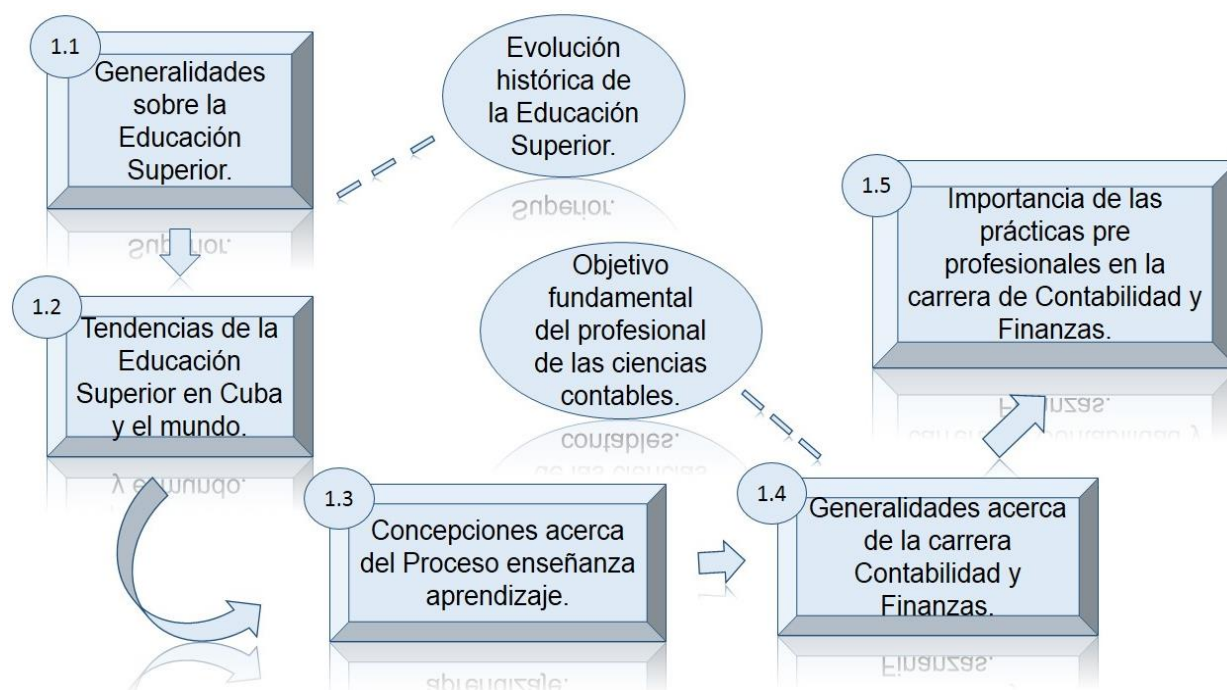 1.1
Generalidades
sobre la
Educación
Superior.
Evolución
histórica de
la Educación
Superior.
1.2
Tendencias de la
Educación
Superior en Cuba
y el mundo.
Objetivo
fundamental
del profesional
de las ciencias
contables.
1.5
Importancia de las
prácticas pre
profesionales en la
carrera de Contabilidad y
Finanzas.
1.3
Concepciones acerca
del Proceso enseñanza
aprendizaje.
1.4
Generalidades acerca
de la carrera
Contabilidad y
Finanzas.